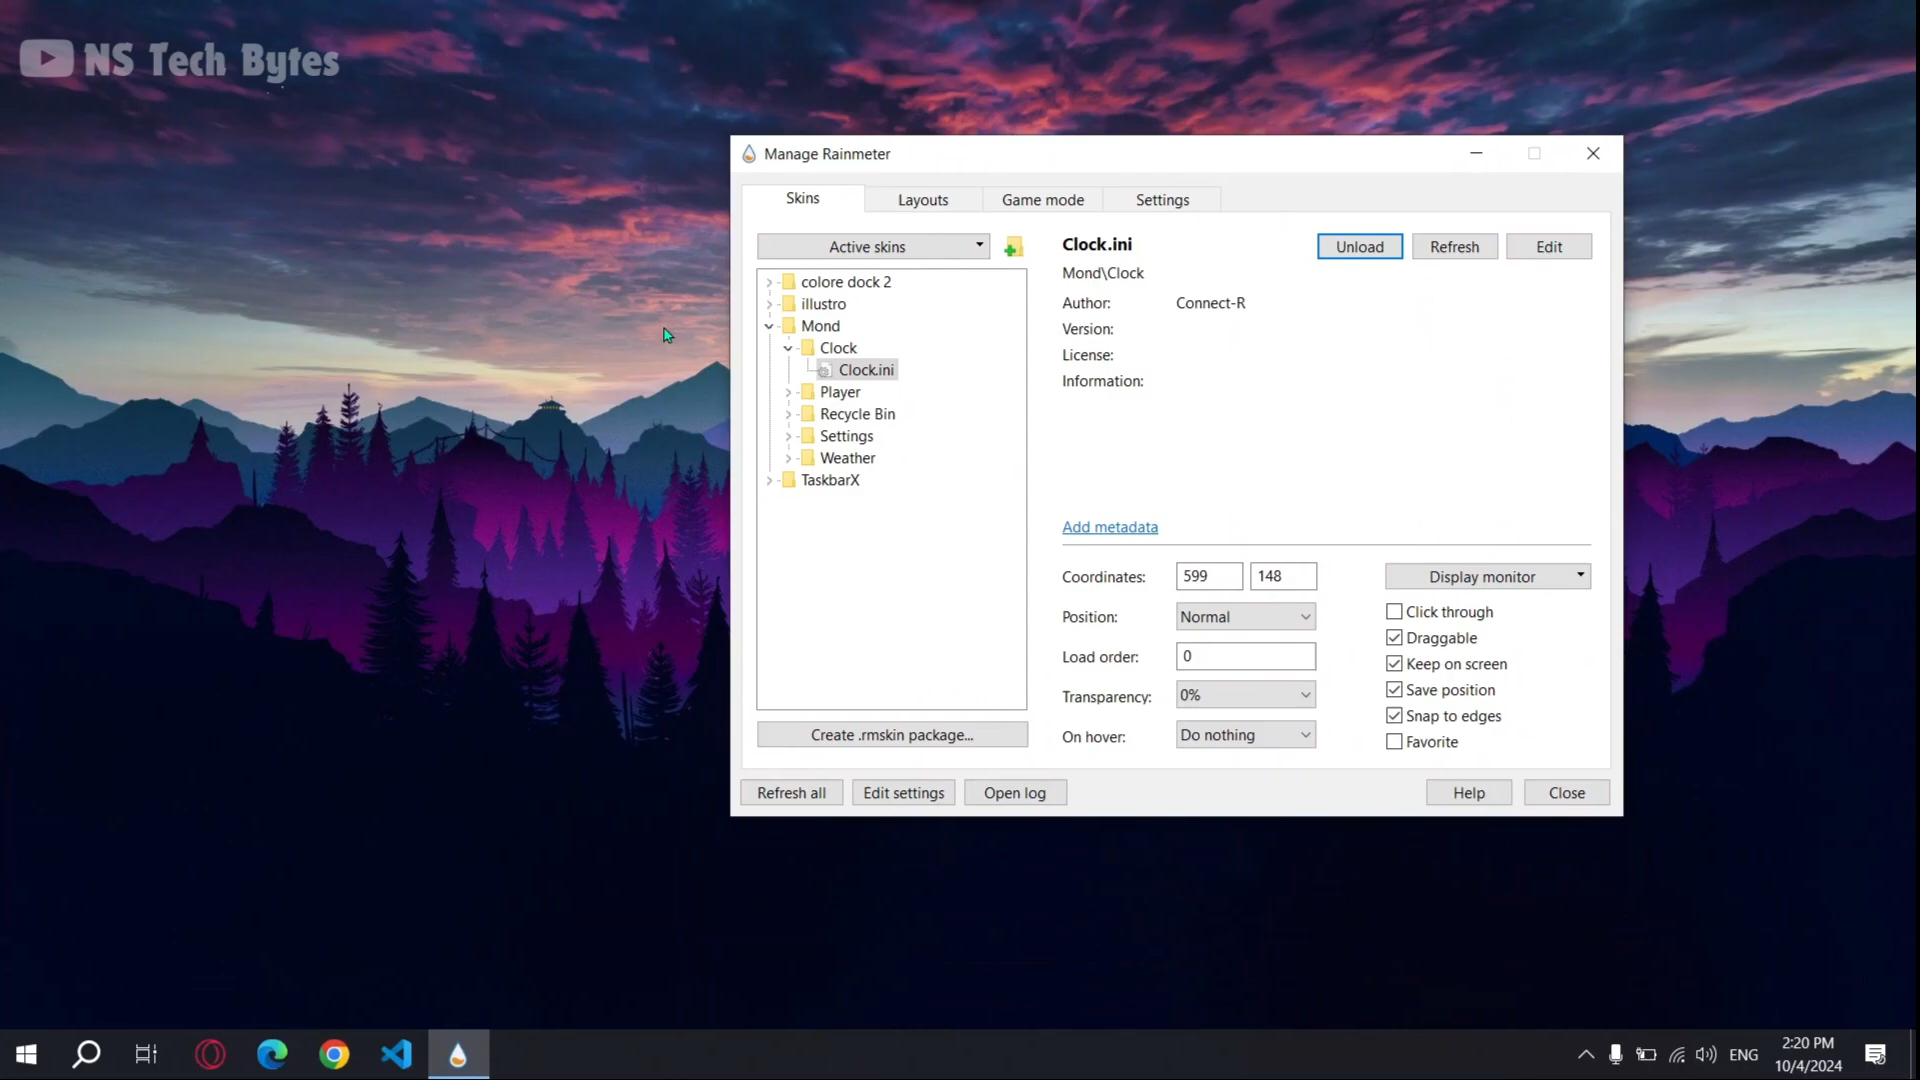 NS Tech Bytes
Manage Rainmeter
Skins
Layouts
Game mode
Settings
Active skins
colore dock 2
illustro
Mond
Clock
Clock.ini
Player
Recycle Bin
Settings
Weather
TaskbarX
Create .rmskin package...
Clock.ini
Unload
Refresh
Edit
Mond\Clock
Author: Connect-R
Version:
License:
Information:
Add metadata
Coordinates: 599 148
Position: Normal
Load order: 0
Transparency: 0%
On hover: Do nothing
Display monitor
Click through
Draggable
Keep on screen
Save position
Snap to edges
Favorite
Refresh all
Edit settings
Open log
Help
Close
ENG
2:20 PM
10/4/2024